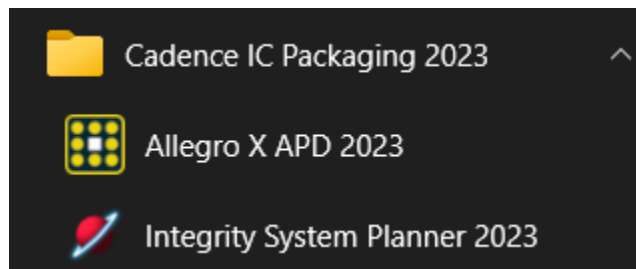 Cadence IC Packaging 2023
Allegro X APD 2023
Integrity System Planner 2023